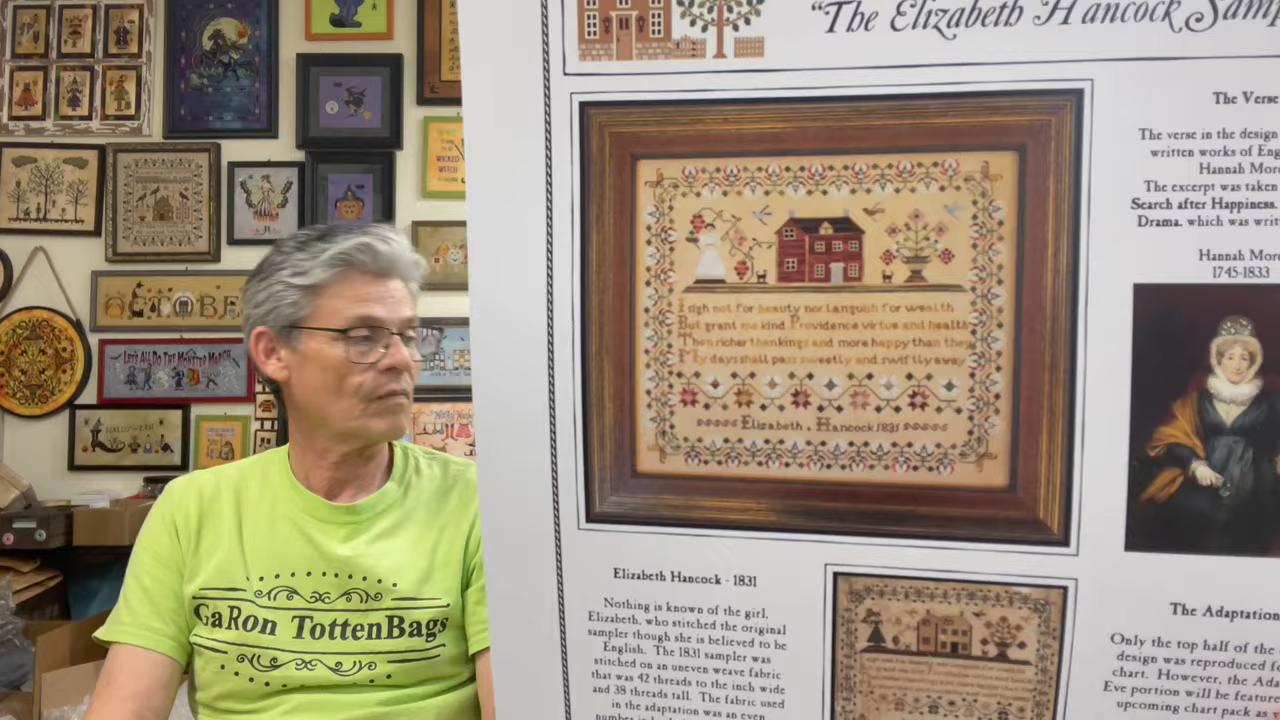 "The Elizabeth Hancock Samp
The Verse
The verse in the design
written works of Eng
Hannah Mor
The excerpt was taken
Search after Happiness.
Drama, which was writ
Hannah Mor
1745-1833
I sigh not for beauty nor languish for wealth
But grant me kind Providence virtue and health
Then richer than kings and more happy than they
My days shall pass sweetly and swiftly away
Elizabeth . Hancock 1831
Elizabeth Hancock - 1831
Nothing is known of the girl,
Elizabeth, who stitched the original
sampler though she is believed to be
English. The 1831 sampler was
stitched on an uneven weave fabric
that was 42 threads to the inch wide
and 38 threads tall. The fabric used
in the adaptation was an even
The Adaptation
Only the top half of the
design was reproduced fo
chart. However, the Ada
Eve portion will be feature
upcoming chart pack as
GaRon TottenBags
OCTOBE
LET'S ALL DO THE MONSTER MARCH
HALLOWEEN
WICKED
WITCH